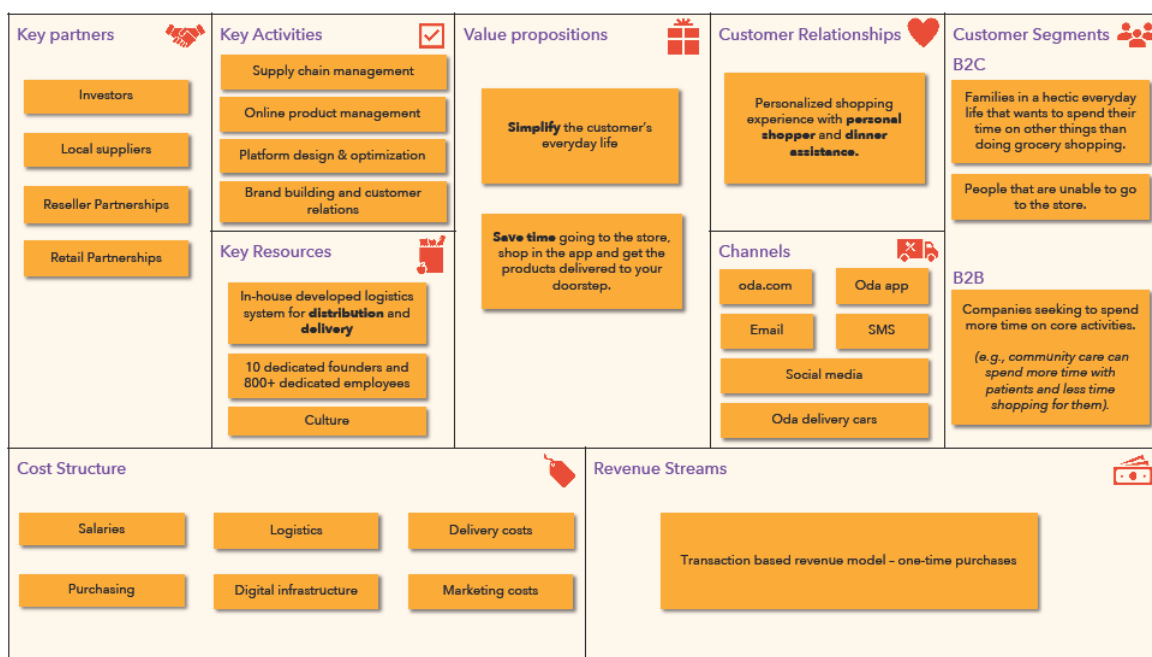 Key partners
Investors
Local suppliers
Reseller Partnerships
Retail Partnerships
Key Activities
Supply chain management
Online product management
Platform design & optimization
Brand building and customer
relations
Key Resources
In-house developed logistics
system for distribution and
delivery
10 dedicated founders and
800+ dedicated employees
Culture
Value propositions
Simplify the customer's
everyday life
Save time going to the store,
shop in the app and get the
products delivered to your
doorstep.
Customer Relationships
Personalized shopping
experience with personal
shopper and dinner
assistance.
Channels
oda.com
Oda app
Email
SMS
Social media
Oda delivery cars
Customer Segments
B2C
Families in a hectic everyday
life that wants to spend their
time on other things than
doing grocery shopping.
People that are unable to go
to the store.
B2B
Companies seeking to spend
more time on core activities.
(e.g., community care can
spend more time with
patients and less time
shopping for them).
Cost Structure
Salaries
Logistics
Delivery costs
Purchasing
Digital infrastructure
Marketing costs
Revenue Streams
Transaction based revenue model – one-time purchases